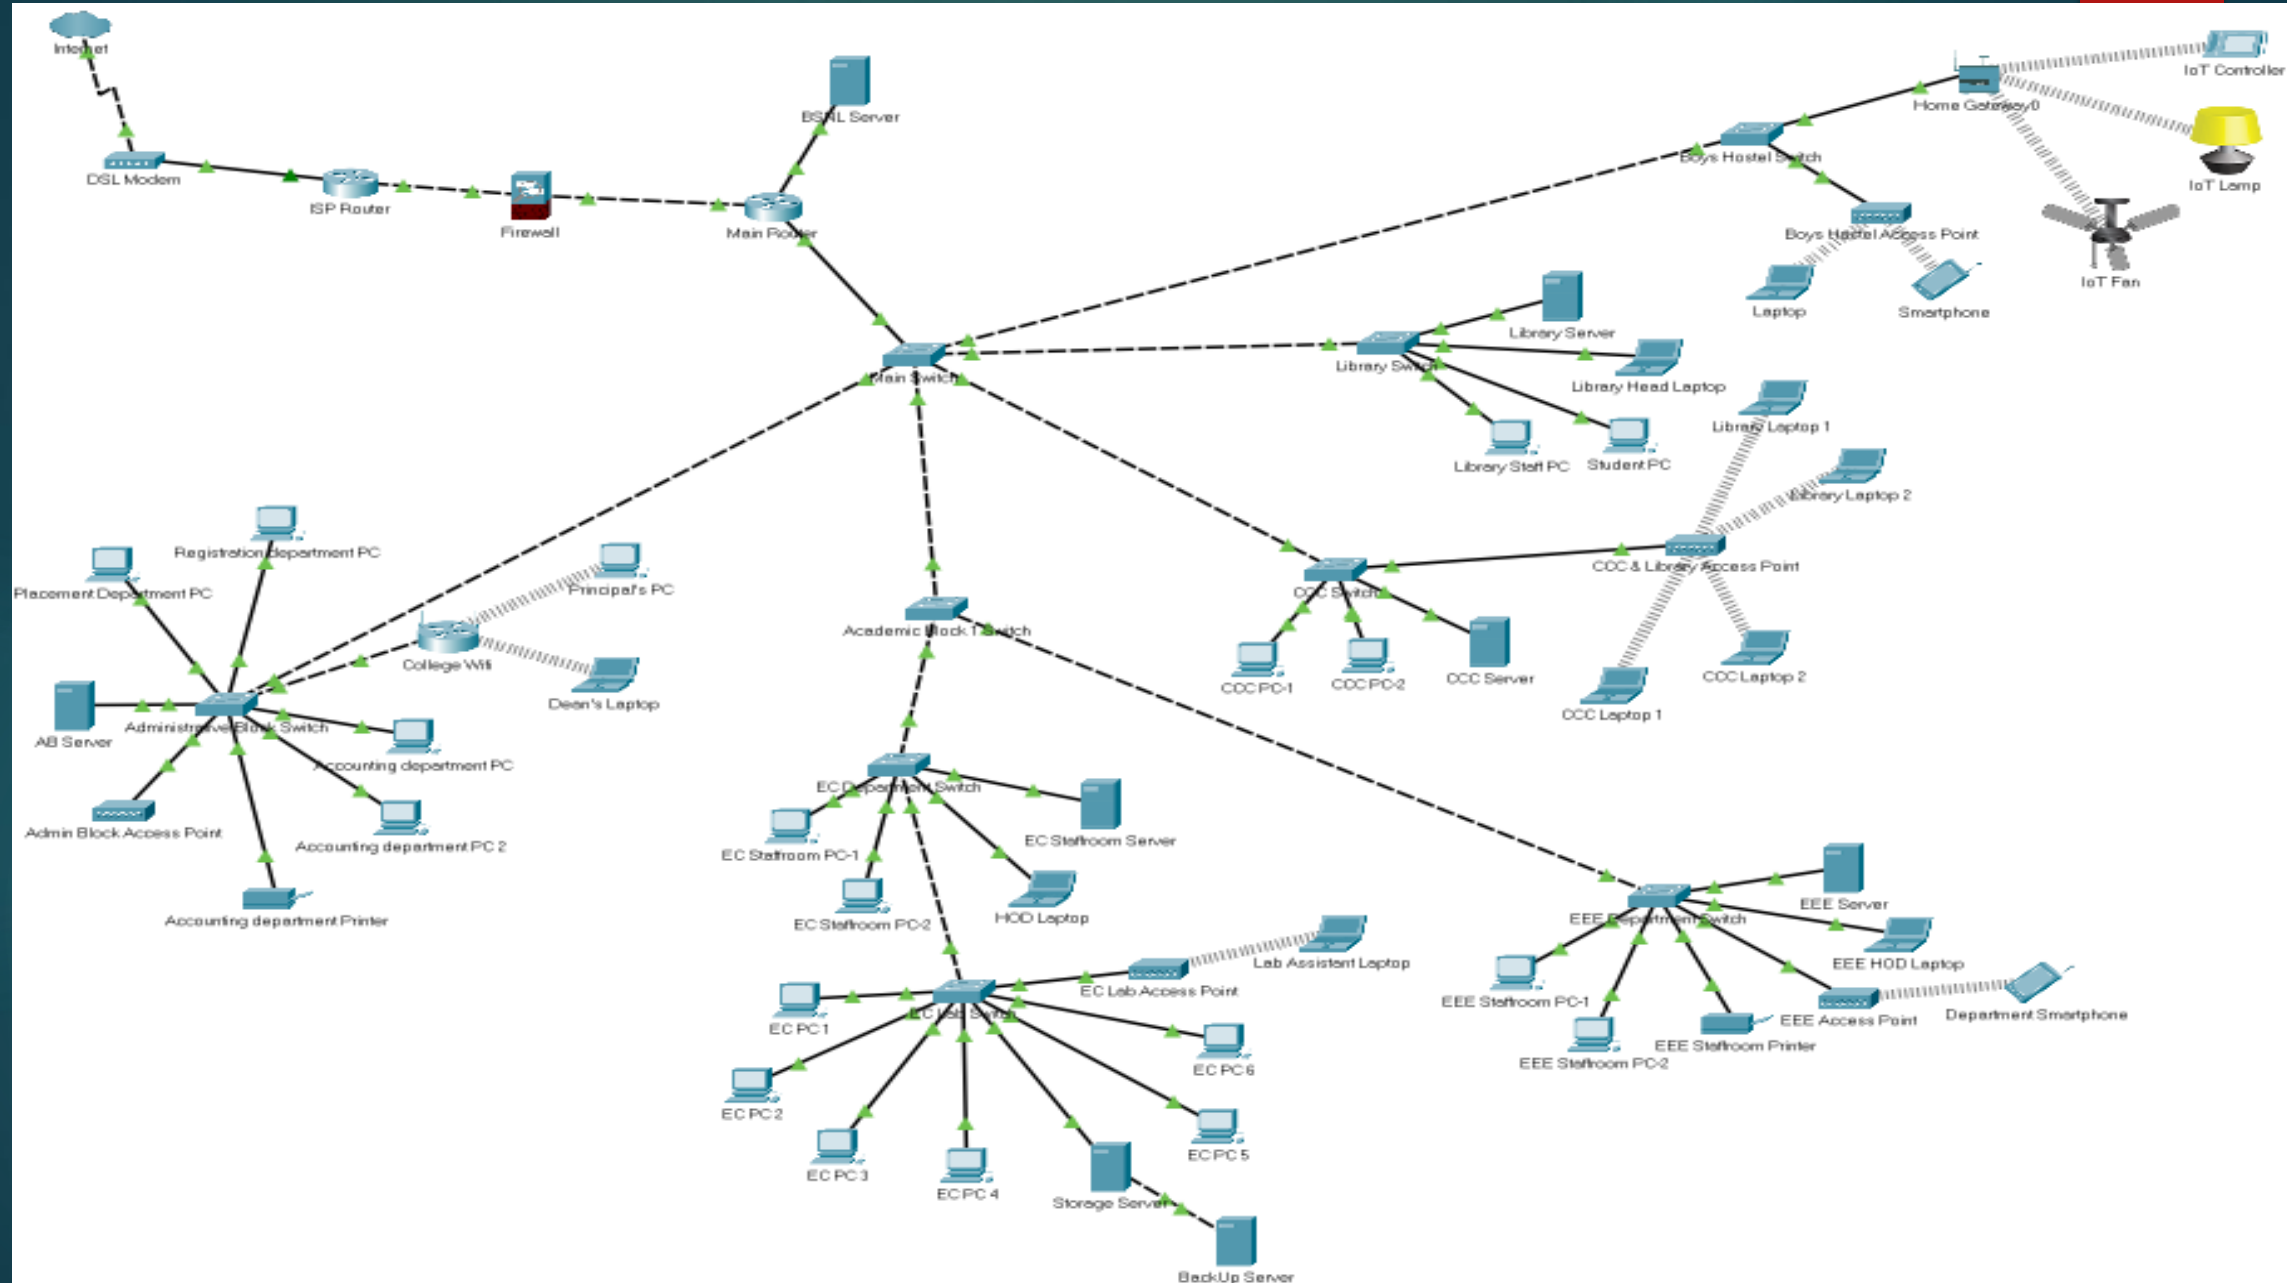 Internet
DSL Modem
ISP Router
Firewall
BSNL Server
Main Router
Main Switch
Boys Hostel Switch
Home Gateway0
IoT Controller
IoT Lamp
IoT Fan
Boys Hostel Access Point
Laptop
Smartphone
Library Switch
Library Server
Library Head Laptop
Library Staff PC
Student PC
Library Laptop 1
Library Laptop 2
CCC & Library Access Point
CCC Switch
CCC PC-1
CCC PC-2
CCC Server
CCC Laptop 1
CCC Laptop 2
Registration department PC
Placement Department PC
Principal's PC
College Wifi
Dean's Laptop
AB Server
Administrative Block Switch
Accounting department PC
Admin Block Access Point
Accounting department PC 2
Accounting department Printer
Academic Block 1 Switch
EC Department Switch
EC Staffroom PC-1
EC Staffroom Server
EC Staffroom PC-2
HOD Laptop
Lab Assistant Laptop
EC Lab Access Point
EC Lab Switch
EC PC 1
EC PC 2
EC PC 3
EC PC 4
EC PC 5
EC PC 6
Storage Server
BackUp Server
EEE Department Switch
EEE Server
EEE HOD Laptop
EEE Staffroom PC-1
EEE Staffroom PC-2
EEE Staffroom Printer
EEE Access Point
Department Smartphone